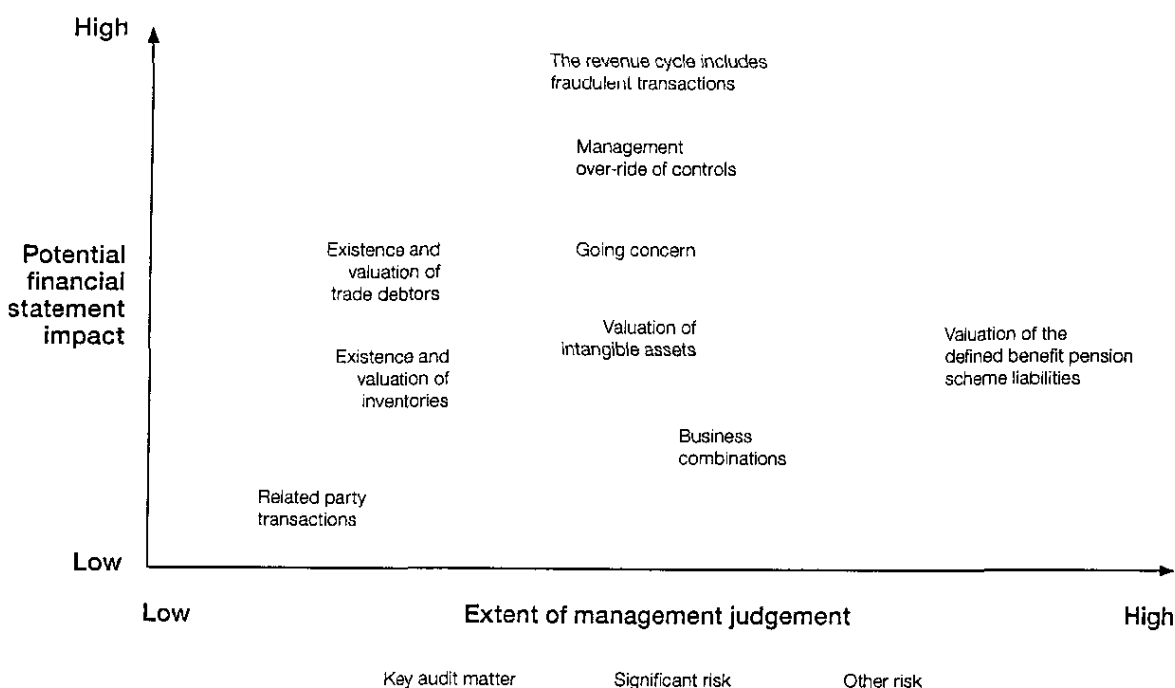 High
The revenue cycle includes
fraudulent transactions
Management
over-ride of controls
Potential
financial
statement
impact
Existence and
valuation of
trade debtors
Going concern
Valuation of
intangible assets
Valuation of the
defined benefit pension
scheme liabilities
Existence and
valuation of
inventories
Business
combinations
Related party
transactions
Low
Low
Extent of management judgement
High
Key audit matter
Significant risk
Other risk